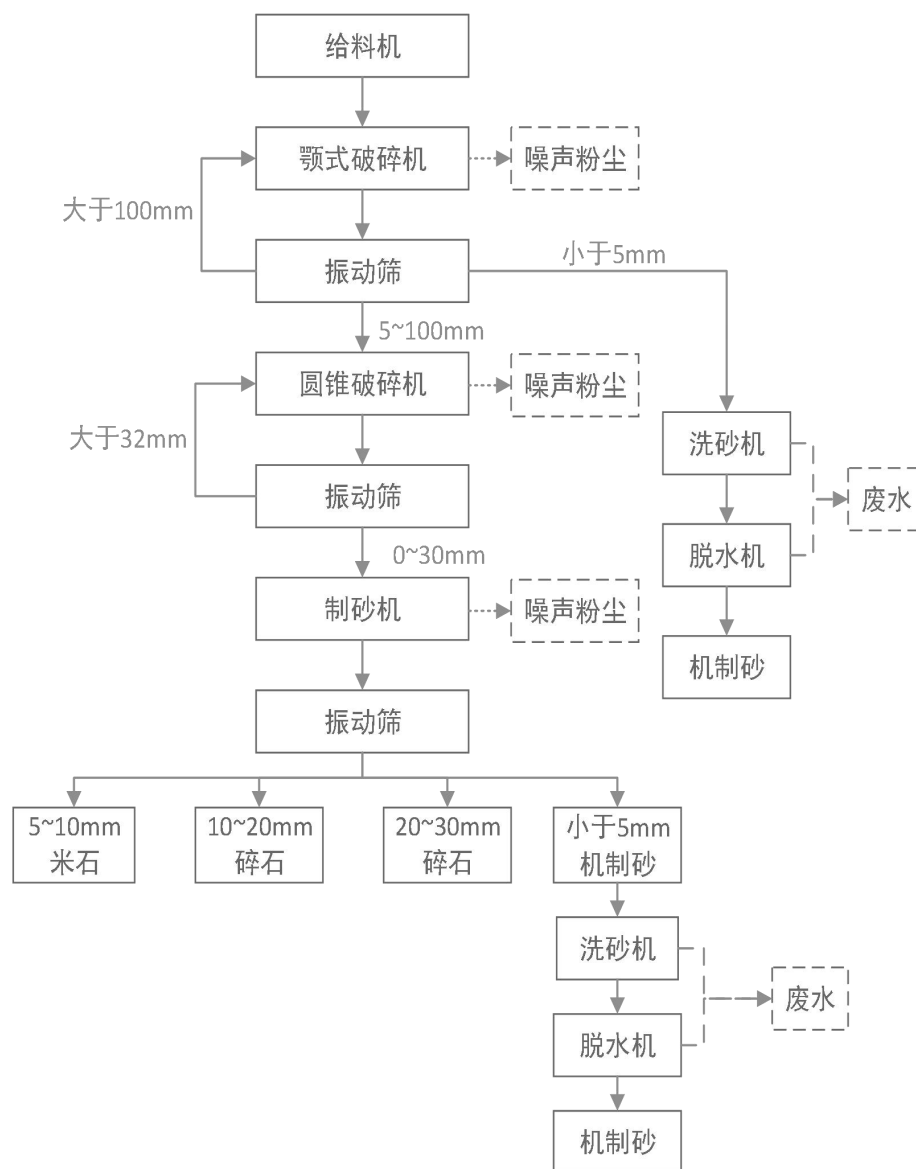 给料机
颚式破碎机
噪声粉尘
大于100mm
振动筛
小于5mm
5~100mm
圆锥破碎机
噪声粉尘
大于32mm
洗砂机
振动筛
废水
脱水机
0~30mm
制砂机
噪声粉尘
机制砂
振动筛
5~10mm
米石
10~20mm
碎石
20~30mm
碎石
小于5mm
机制砂
洗砂机
废水
脱水机
机制砂